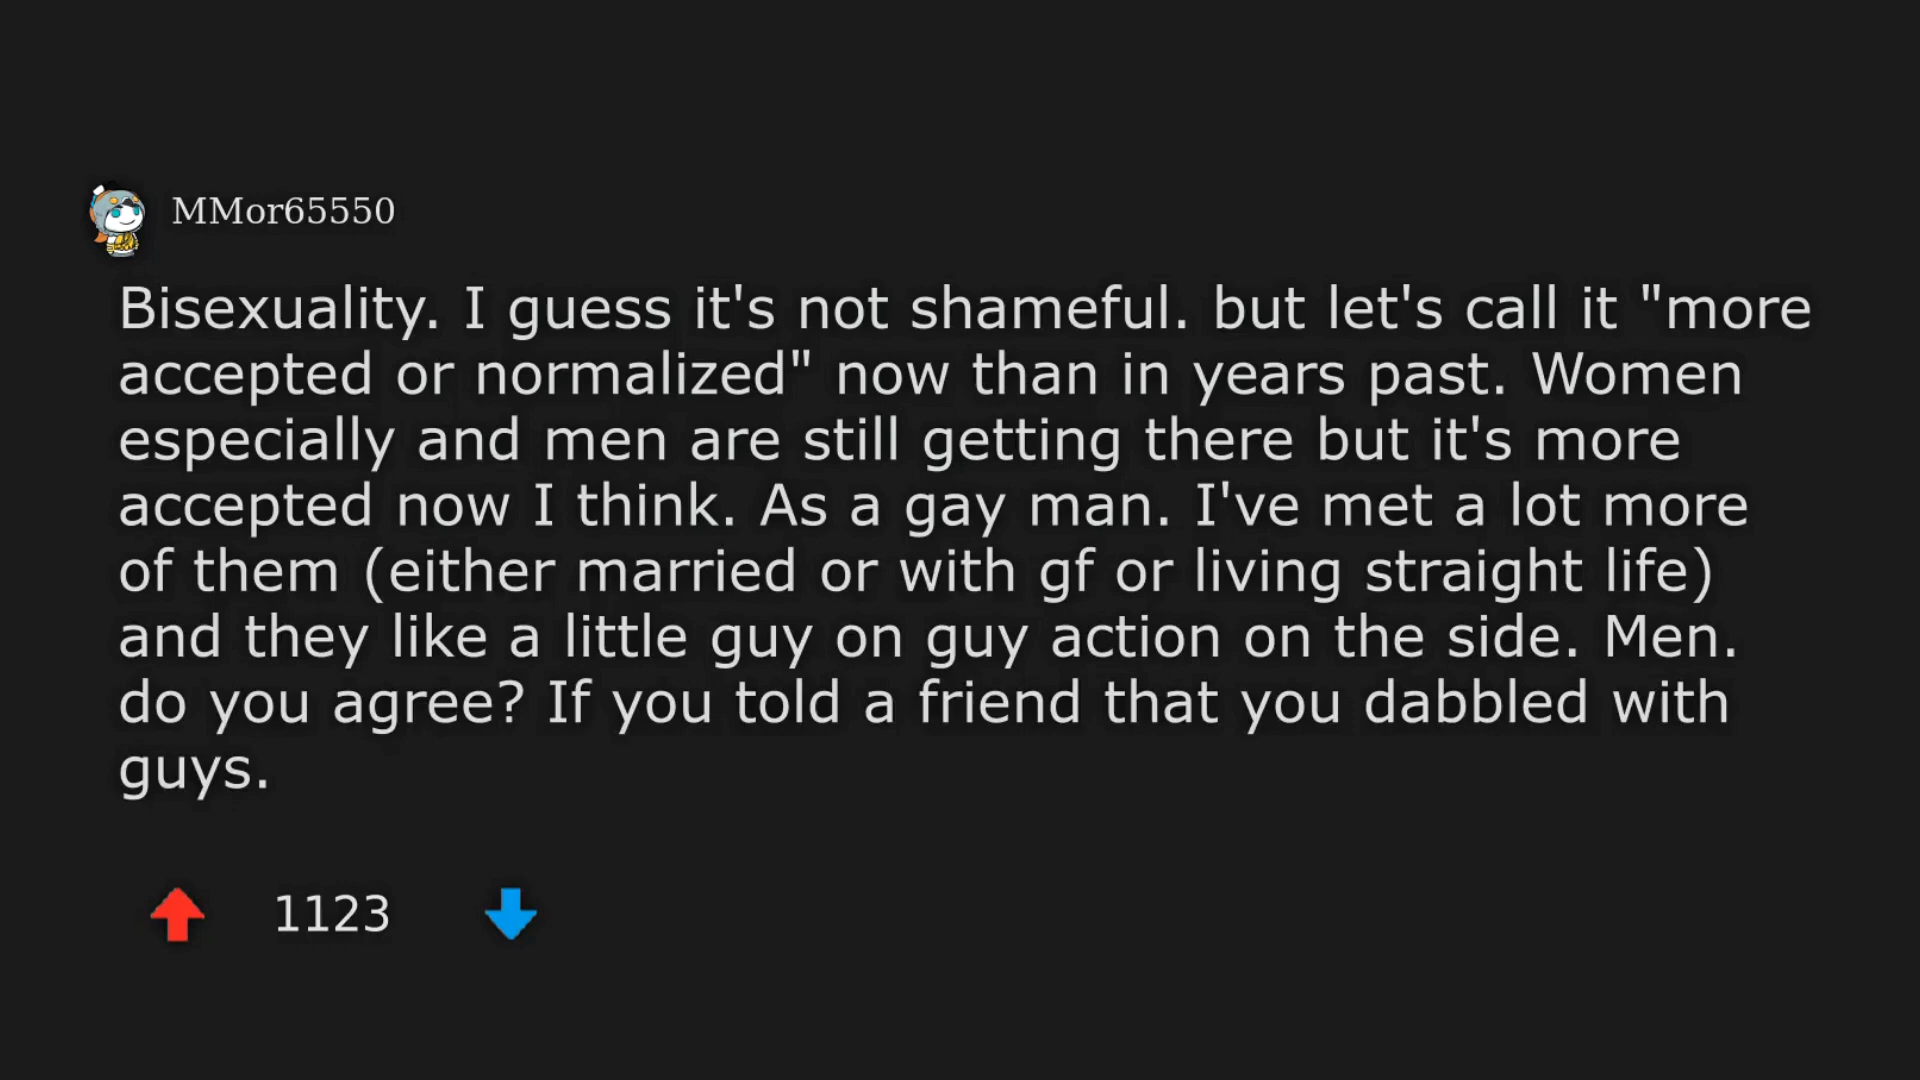 MMor65550
Bisexuality. I guess it's not shameful. but let's call it "more
accepted or normalized" now than in years past. Women
especially and men are still getting there but it's more
accepted now I think. As a gay man. I've met a lot more
of them (either married or with gf or living straight life)
and they like a little guy on guy action on the side. Men.
do you agree? If you told a friend that you dabbled with
guys.
1123